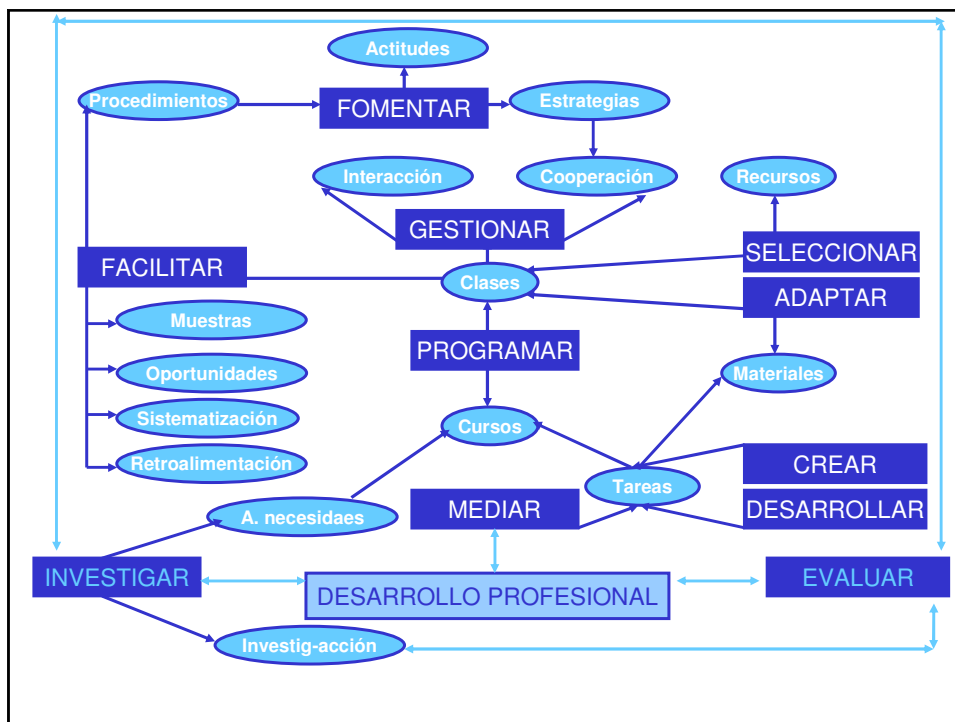 Actitudes
Procedimientos
FOMENTAR
Estrategias
Interacción
Cooperación
Recursos
GESTIONAR
FACILITAR
SELECCIONAR
Clases
ADAPTAR
Muestras
PROGRAMAR
Oportunidades
Materiales
Sistematización
Cursos
Retroalimentación
CREAR
Tareas
A. necesidaes
MEDIAR
DESARROLLAR
INVESTIGAR
DESARROLLO PROFESIONAL
EVALUAR
Investig-acción